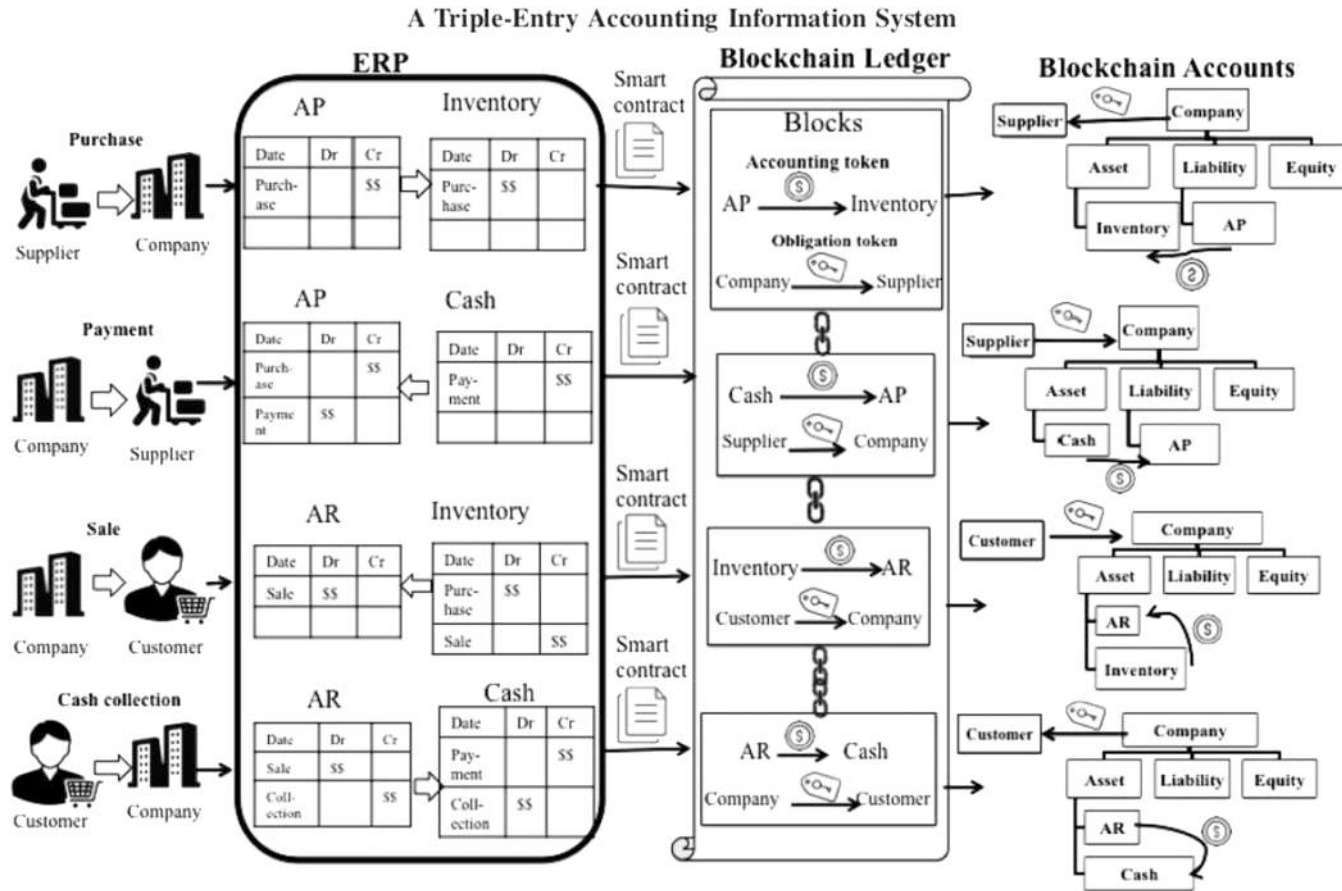 A Triple-Entry Accounting Information System
ERP
Blockchain Ledger
Blockchain Accounts
Purchase
Supplier
Company
AP
Date Dr Cr
Purch-
ase $$
Inventory
Date Dr Cr
Purc-
hase $$
Smart
contract
Blocks
Accounting token
$
AP Inventory
Obligation token
Company Supplier
Supplier
Company
Asset
Liability
Equity
Inventory
AP
Payment
Company
Supplier
AP
Date Dr Cr
Purch-
ase $$
Payme
nt $$
Cash
Date Dr Cr
Pay-
ment $$
Smart
contract
$
Cash AP
Supplier Company
Supplier
Company
Asset
Liability
Equity
Cash
AP
$
Sale
Company
Customer
AR
Date Dr Cr
Sale $$
Inventory
Date Dr Cr
Purc-
hase $$
Sale $$
Smart
contract
$
Inventory AR
Customer Company
Customer
Company
Asset
Liability
Equity
AR
$
Inventory
Cash collection
Customer
Company
AR
Date Dr Cr
Sale $$
Coll-
ection $$
Cash
Date Dr Cr
Pay-
ment $$
Coll-
ection $$
Smart
contract
$
AR Cash
Company Customer
Customer
Company
Asset
Liability
Equity
AR
$
Cash